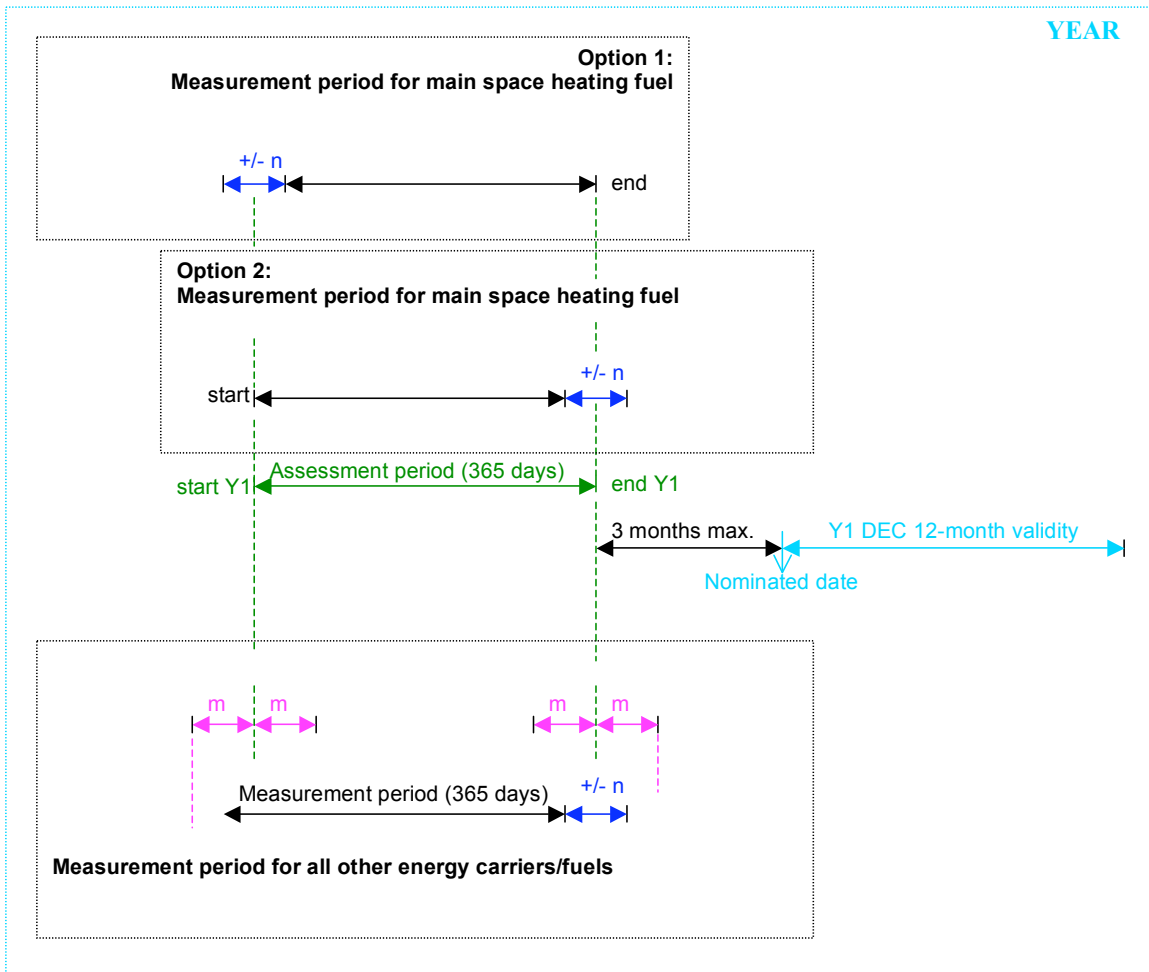 YEAR
Option 1:
Measurement period for main space heating fuel
+/- n
end
Option 2:
Measurement period for main space heating fuel
+/- n
start
Assessment period (365 days)
start Y1
end Y1
3 months max.
Y1 DEC 12-month validity
Nominated date
m m m m
Measurement period (365 days)
+/- n
Measurement period for all other energy carriers/fuels